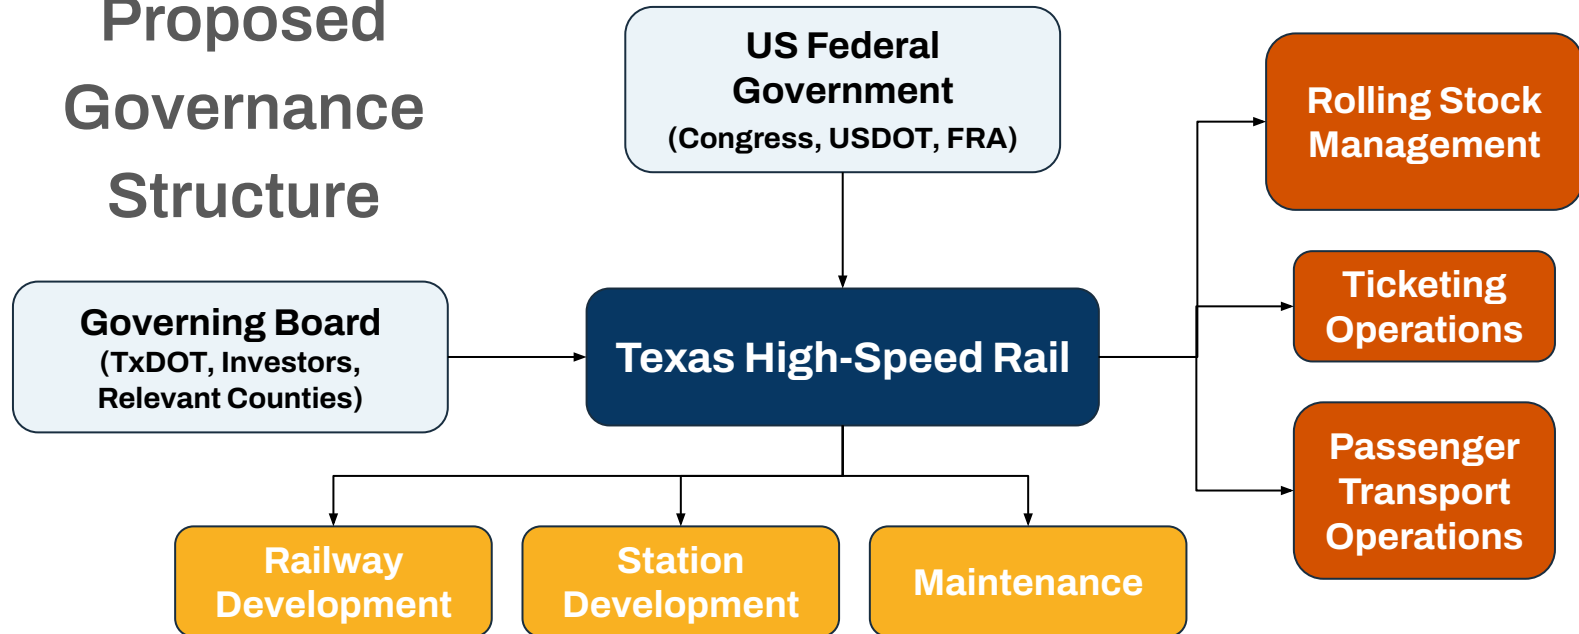 Proposed
Governance
Structure
US Federal
Government
(Congress, USDOT, FRA)
Rolling Stock
Management
Ticketing
Operations
Governing Board
(TxDOT, Investors,
Relevant Counties)
Texas High-Speed Rail
Passenger
Transport
Operations
Railway
Development
Station
Development
Maintenance